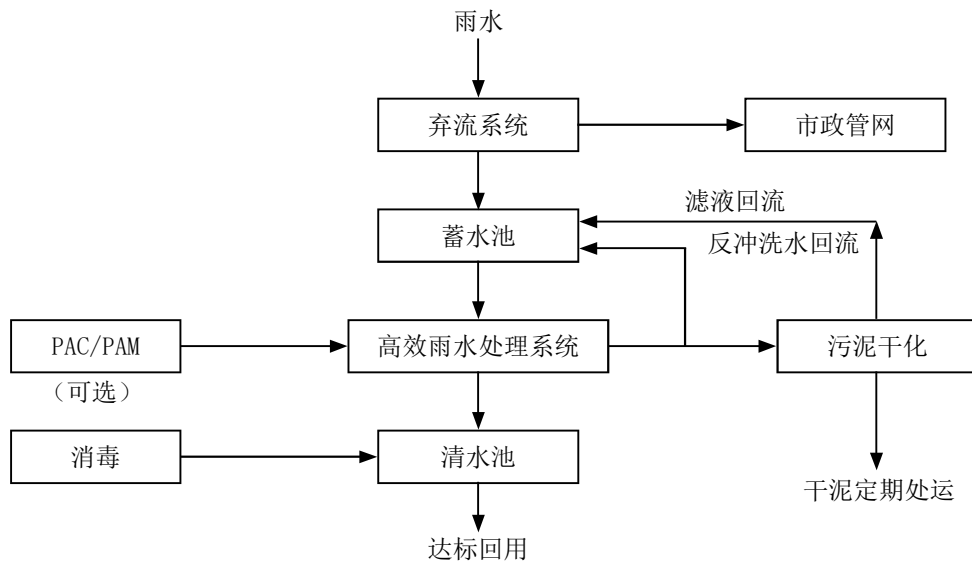 雨水
弃流系统
市政管网
滤液回流
蓄水池
反冲洗水回流
PAC/PAM
高效雨水处理系统
污泥干化
（可选）
消毒
清水池
干泥定期处运
达标回用